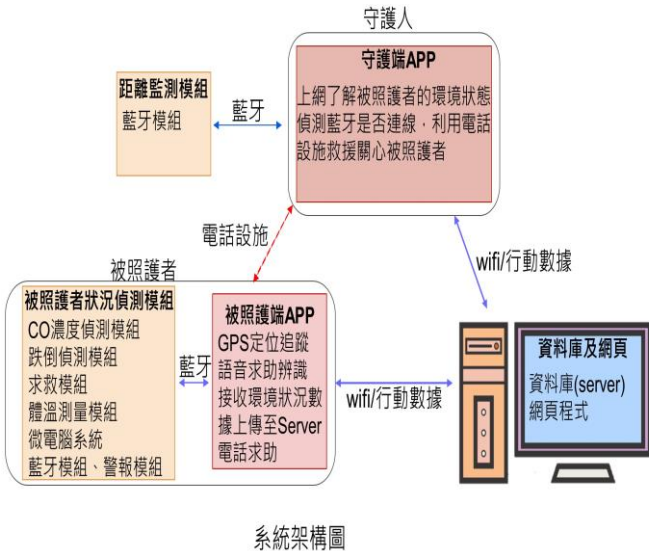 守護人
守護端APP
上網了解被照護者的環境狀態
偵測藍牙是否連線，利用電話
設施救援關心被照護者
距離監測模組
藍牙模組
藍牙
電話設施
wifi/行動數據
被照護者
被照護者狀況偵測模組
CO濃度偵測模組
跌倒偵測模組
求救模組
體溫測量模組
微電腦系統
藍牙模組、警報模組
藍牙
被照護端APP
GPS定位追蹤
語音求助辨識
接收環境狀況數
據上傳至Server
電話求助
wifi/行動數據
資料庫及網頁
資料庫(server)
網頁程式
系統架構圖